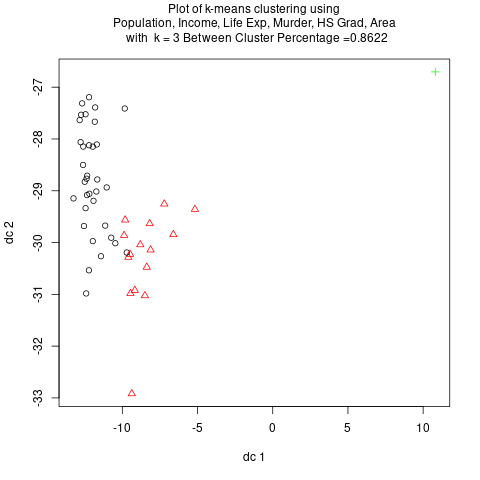 Plot of k-means clustering using
Population, Income, Life Exp, Murder, HS Grad, Area
with k = 3 Between Cluster Percentage =0.8622
-27
-28
-29
-30
-31
-32
-33
dc 2
-10
-5
0
5
10
dc 1